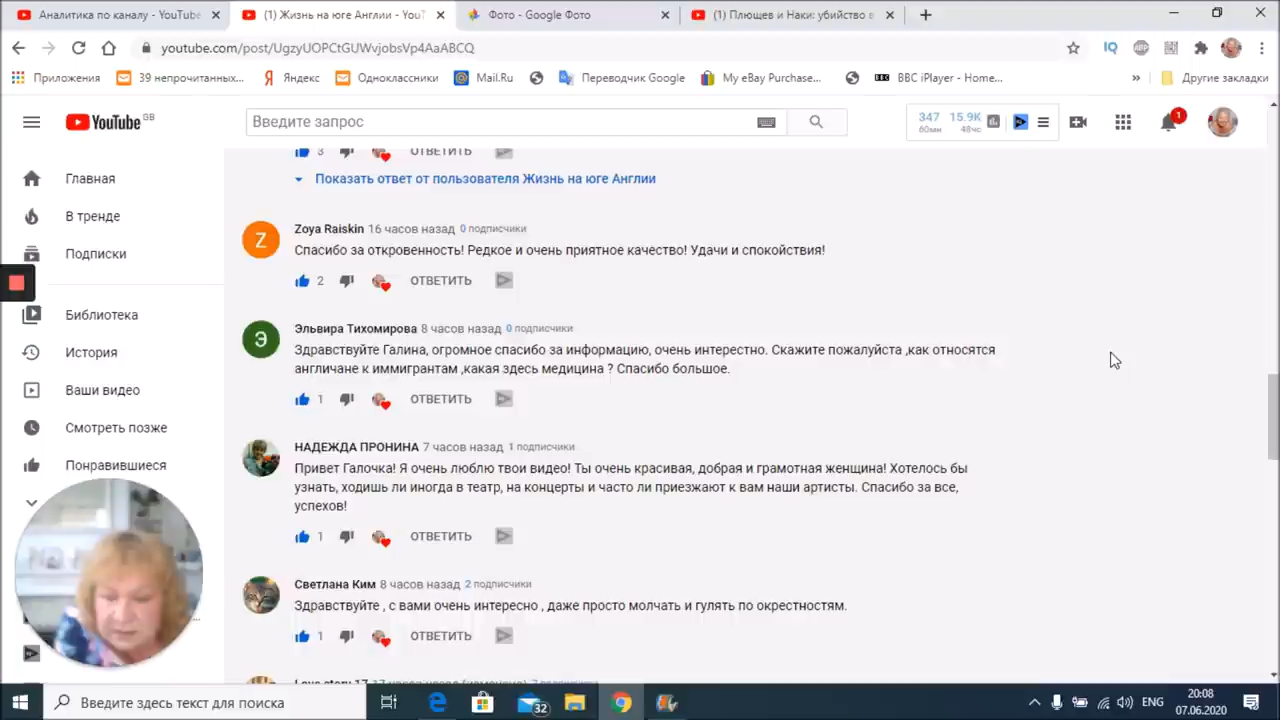 Аналитика по каналу - YouTube
(1) Жизнь на юге Англии - YouT
Фото - Google Фото
(1) Плющев и Наки: убийство в
youtube.com/post/UgzyUOPCtGUWvjobsVp4AaABCQ
IQ
ABP
Приложения
39 непрочитанных...
Яндекс
Одноклассники
Mail.Ru
Переводчик Google
My eBay Purchase...
BBC iPlayer - Home...
»
Другие закладки
YouTube GB
Введите запрос
347 15.9K
60мин 48чс
1
3 ОТВЕТИТЬ
Показать ответ от пользователя Жизнь на юге Англии
Главная
В тренде
Подписки
Библиотека
История
Ваши видео
Смотреть позже
Понравившиеся
Z
Zoya Raiskin 16 часов назад 0 подписчики
Спасибо за откровенность! Редкое и очень приятное качество! Удачи и спокойствия!
2 ОТВЕТИТЬ
Э
Эльвира Тихомирова 8 часов назад 0 подписчики
Здравствуйте Галина, огромное спасибо за информацию, очень интересно. Скажите пожалуйста ,как относятся
англичане к иммигрантам ,какая здесь медицина ? Спасибо большое.
1 ОТВЕТИТЬ
НАДЕЖДА ПРОНИНА 7 часов назад 1 подписчики
Привет Галочка! Я очень люблю твои видео! Ты очень красивая, добрая и грамотная женщина! Хотелось бы
узнать, ходишь ли иногда в театр, на концерты и часто ли приезжают к вам наши артисты. Спасибо за все,
успехов!
1 ОТВЕТИТЬ
Светлана Ким 8 часов назад 2 подписчики
Здравствуйте , с вами очень интересно , даже просто молчать и гулять по окрестностям.
1 ОТВЕТИТЬ
Введите здесь текст для поиска
32
ENG
20:08
07.06.2020